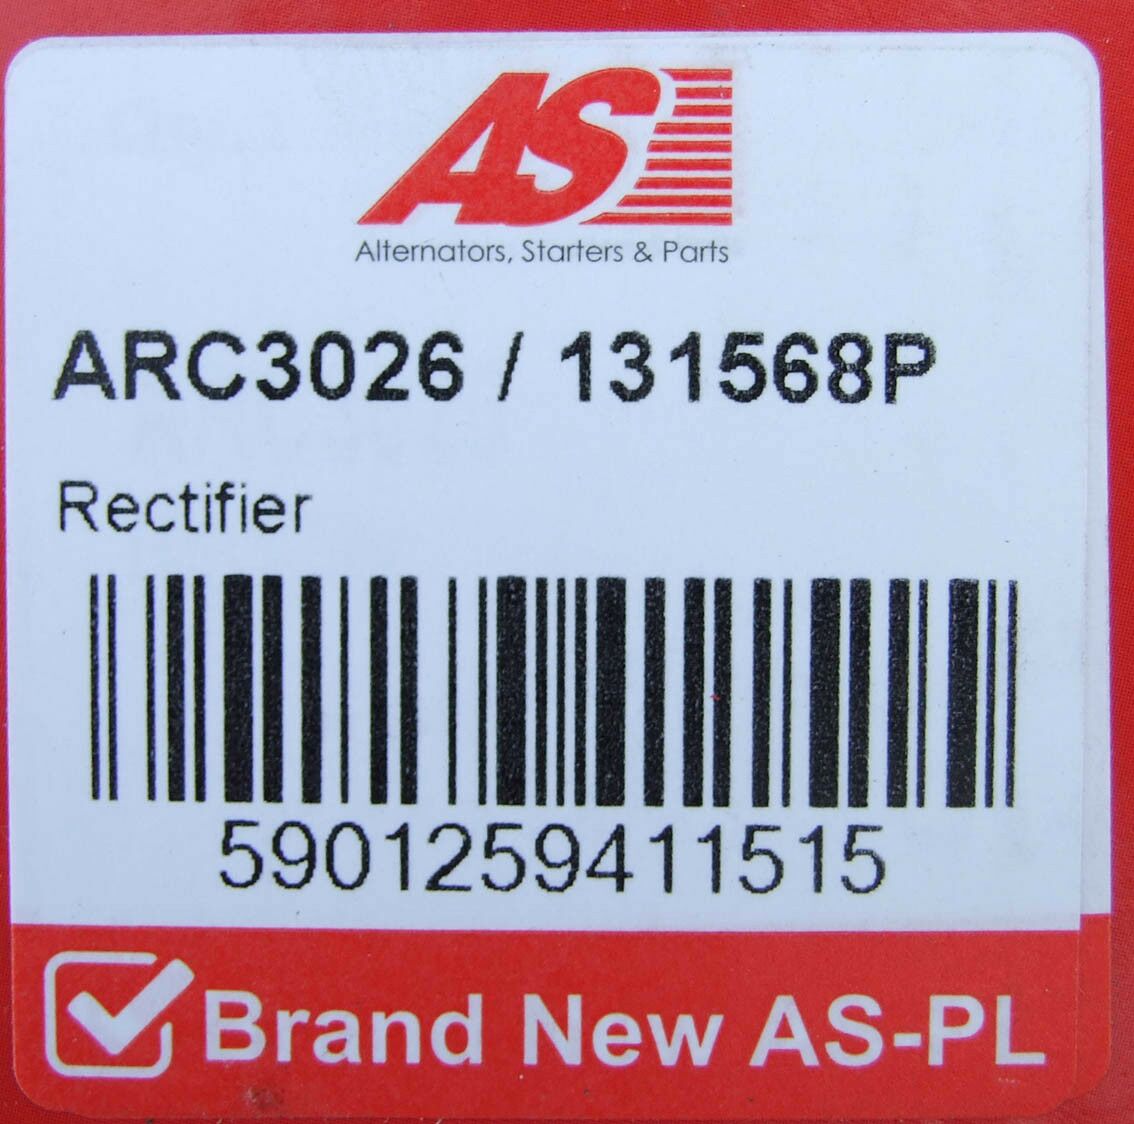 AS
Alternators, Starters & Parts
ARC3026 / 131568P
Rectifier
5901259411515
Brand New AS-PL